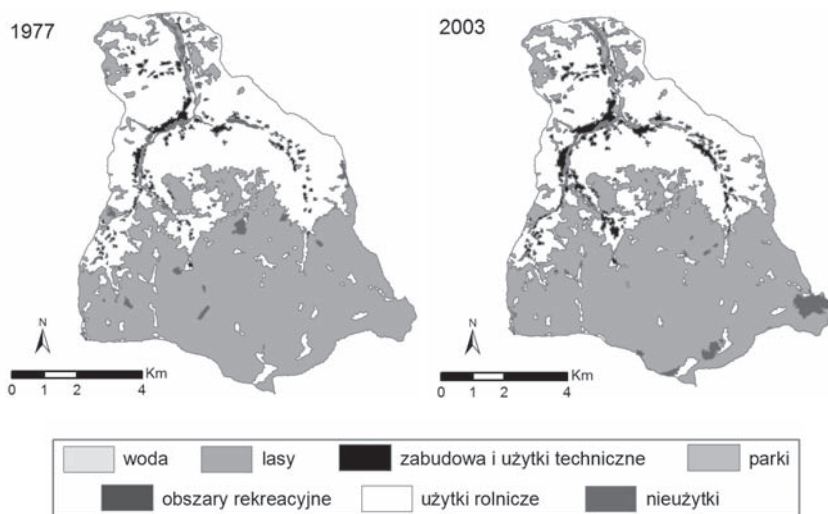 1977
2003
N
Km
0 1 2 4
N
Km
0 1 2 4
woda lasy zabudowa i użytki techniczne parki
obszary rekreacyjne użytki rolnicze nieużytki